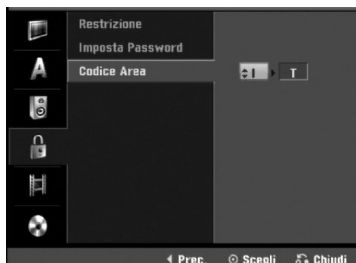 Restrizione
Imposta Password
A
Codice Area
I T
Prec. Scegli Chiudi